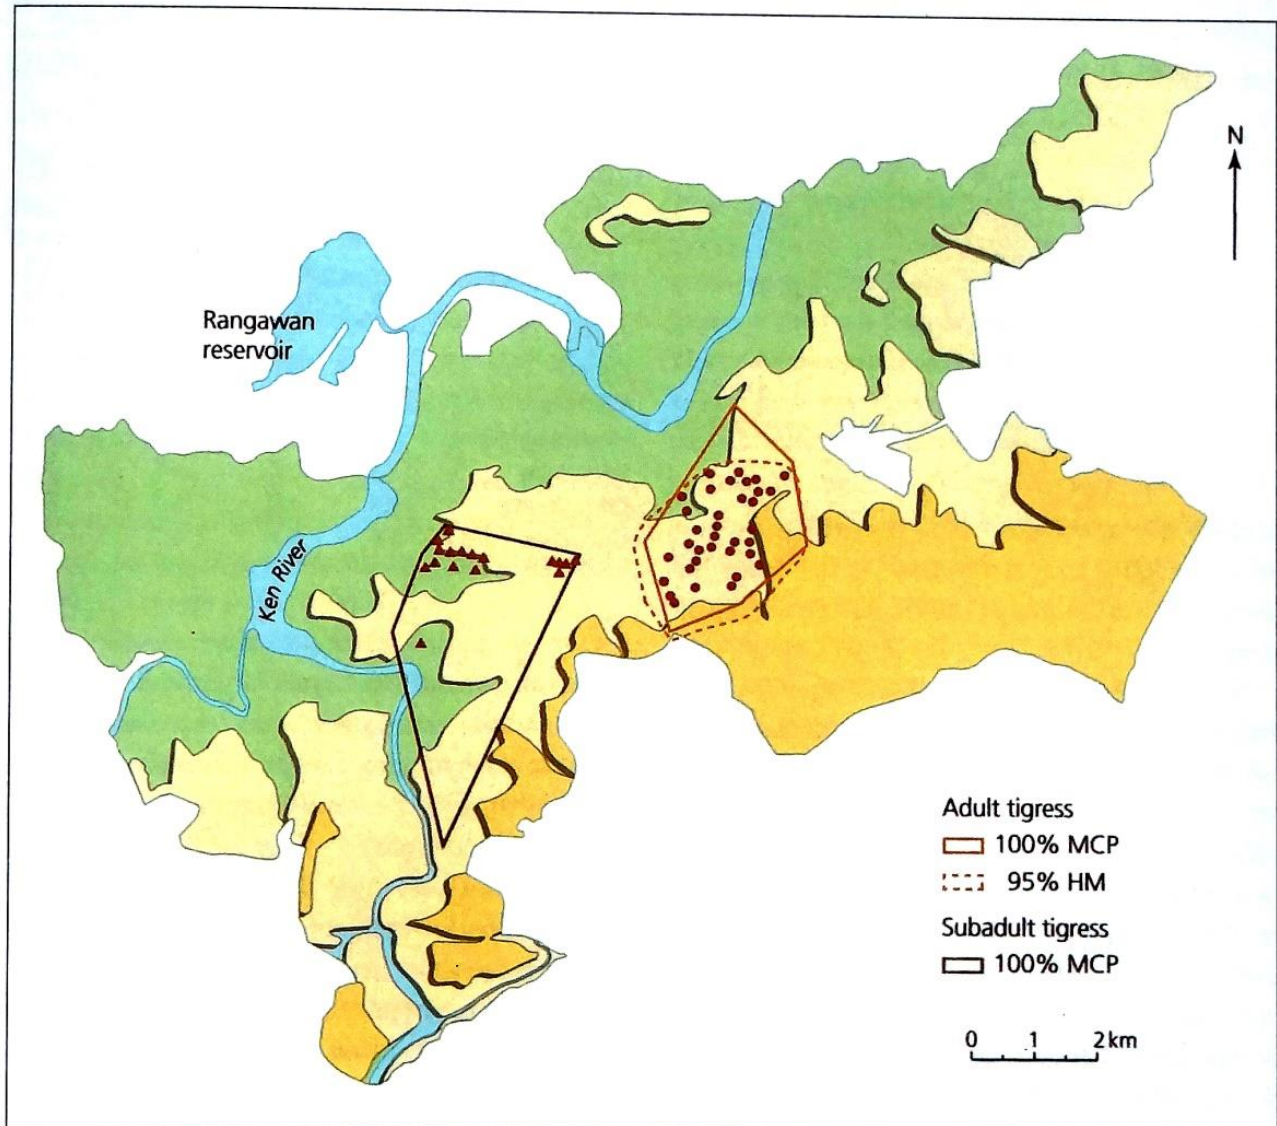 N
Rangawan
reservoir
Ken River
Adult tigress
100% MCP
95% HM
Subadult tigress
100% MCP
0 1 2 km